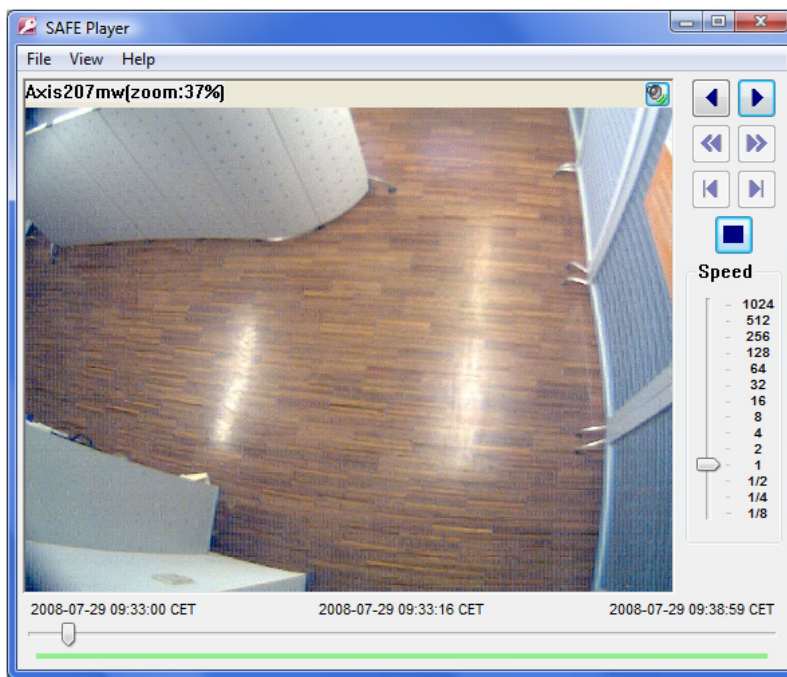 SAFE Player
File View Help
Axis207mw(zoom:37%)
Speed
1024
512
256
128
64
32
16
8
4
2
1
1/2
1/4
1/8
2008-07-29 09:33:00 CET 2008-07-29 09:33:16 CET 2008-07-29 09:38:59 CET